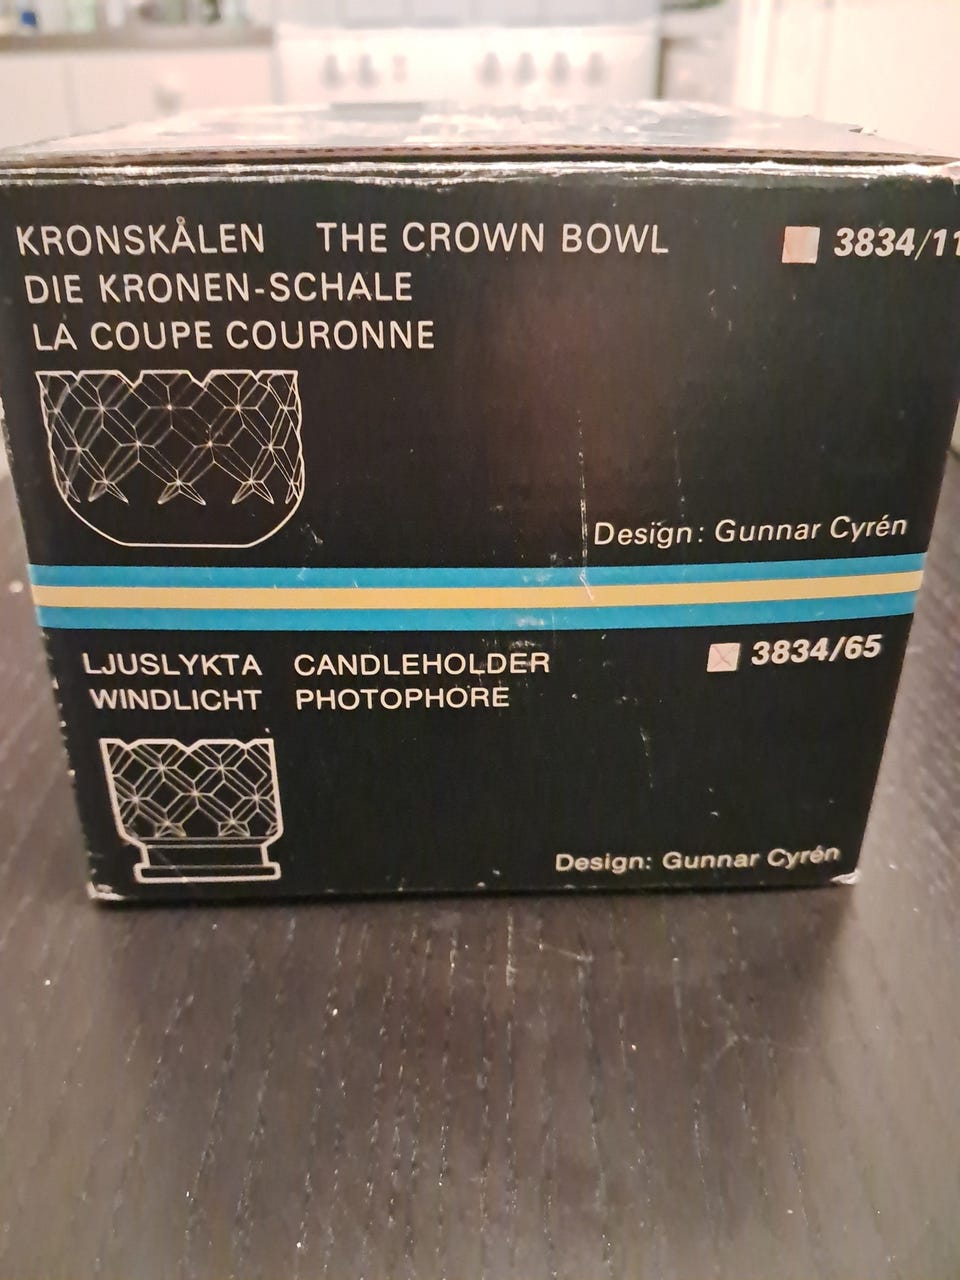 KRONSKÅLEN THE CROWN BOWL 3834/11
DIE KRONEN-SCHALE
LA COUPE COURONNE
Design: Gunnar Cyrén
LJUSLYKTA CANDLEHOLDER 3834/65
WINDLICHT PHOTOPHORE
Design: Gunnar Cyrén